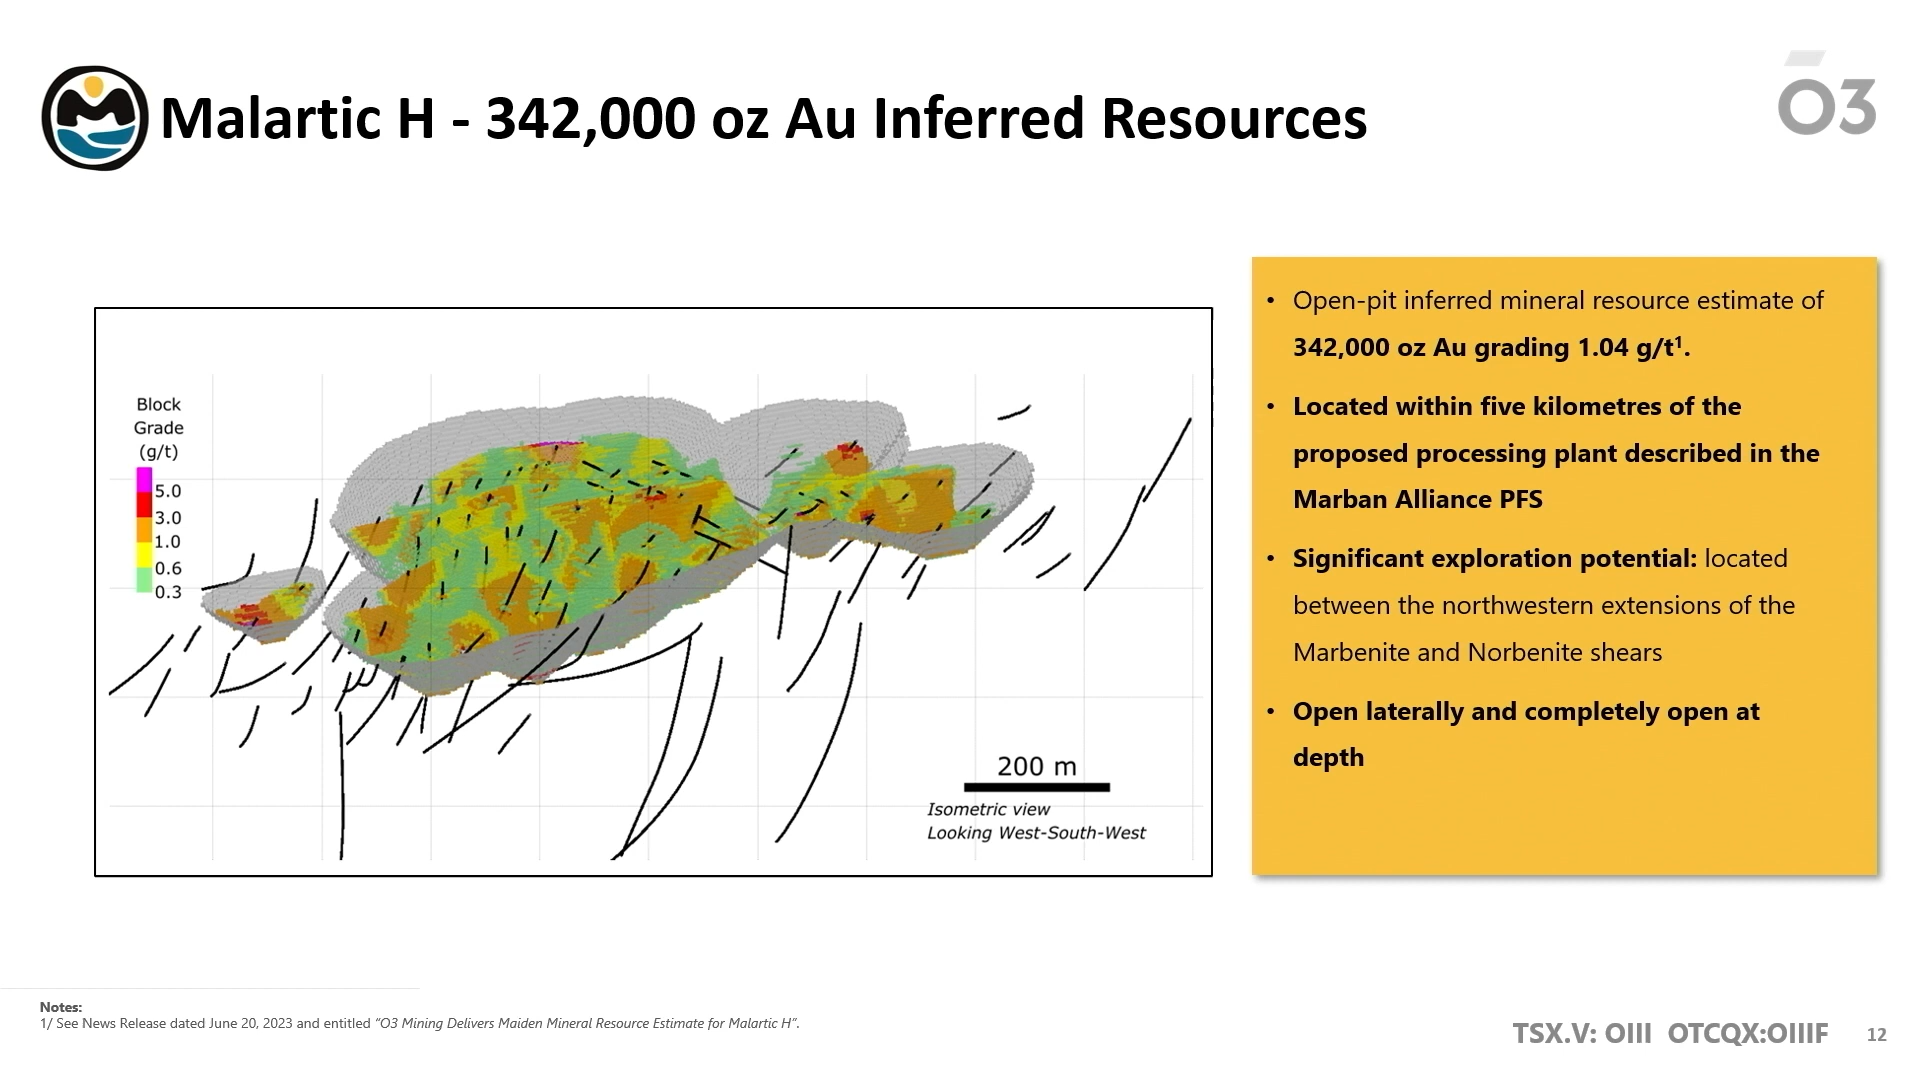 Malartic H - 342,000 oz Au Inferred Resources
Ō3
Block
Grade
(g/t)
5.0
3.0
1.0
0.6
0.3
200 m
Isometric view
Looking West-South-West
• Open-pit inferred mineral resource estimate of
342,000 oz Au grading 1.04 g/t¹.
• Located within five kilometres of the
proposed processing plant described in the
Marban Alliance PFS
• Significant exploration potential: located
between the northwestern extensions of the
Marbenite and Norbenite shears
• Open laterally and completely open at
depth
Notes:
1/ See News Release dated June 20, 2023 and entitled “O3 Mining Delivers Maiden Mineral Resource Estimate for Malartic H”.
TSX.V: OIII OTCQX:OIIIF
12